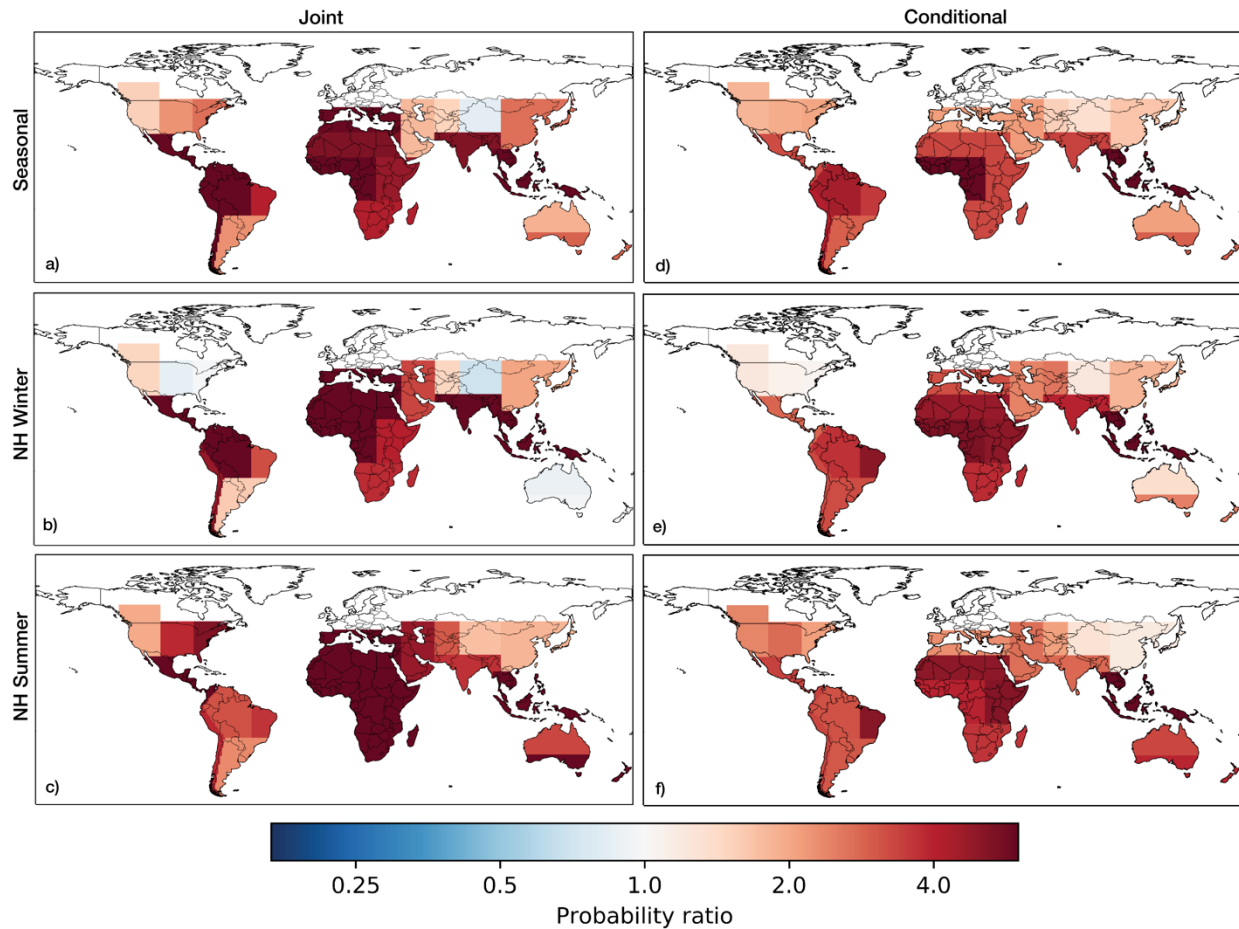 Joint
Conditional
Seasonal
a)
d)
NH Winter
b)
e)
NH Summer
c)
f)
0.25 0.5 1.0 2.0 4.0
Probability ratio